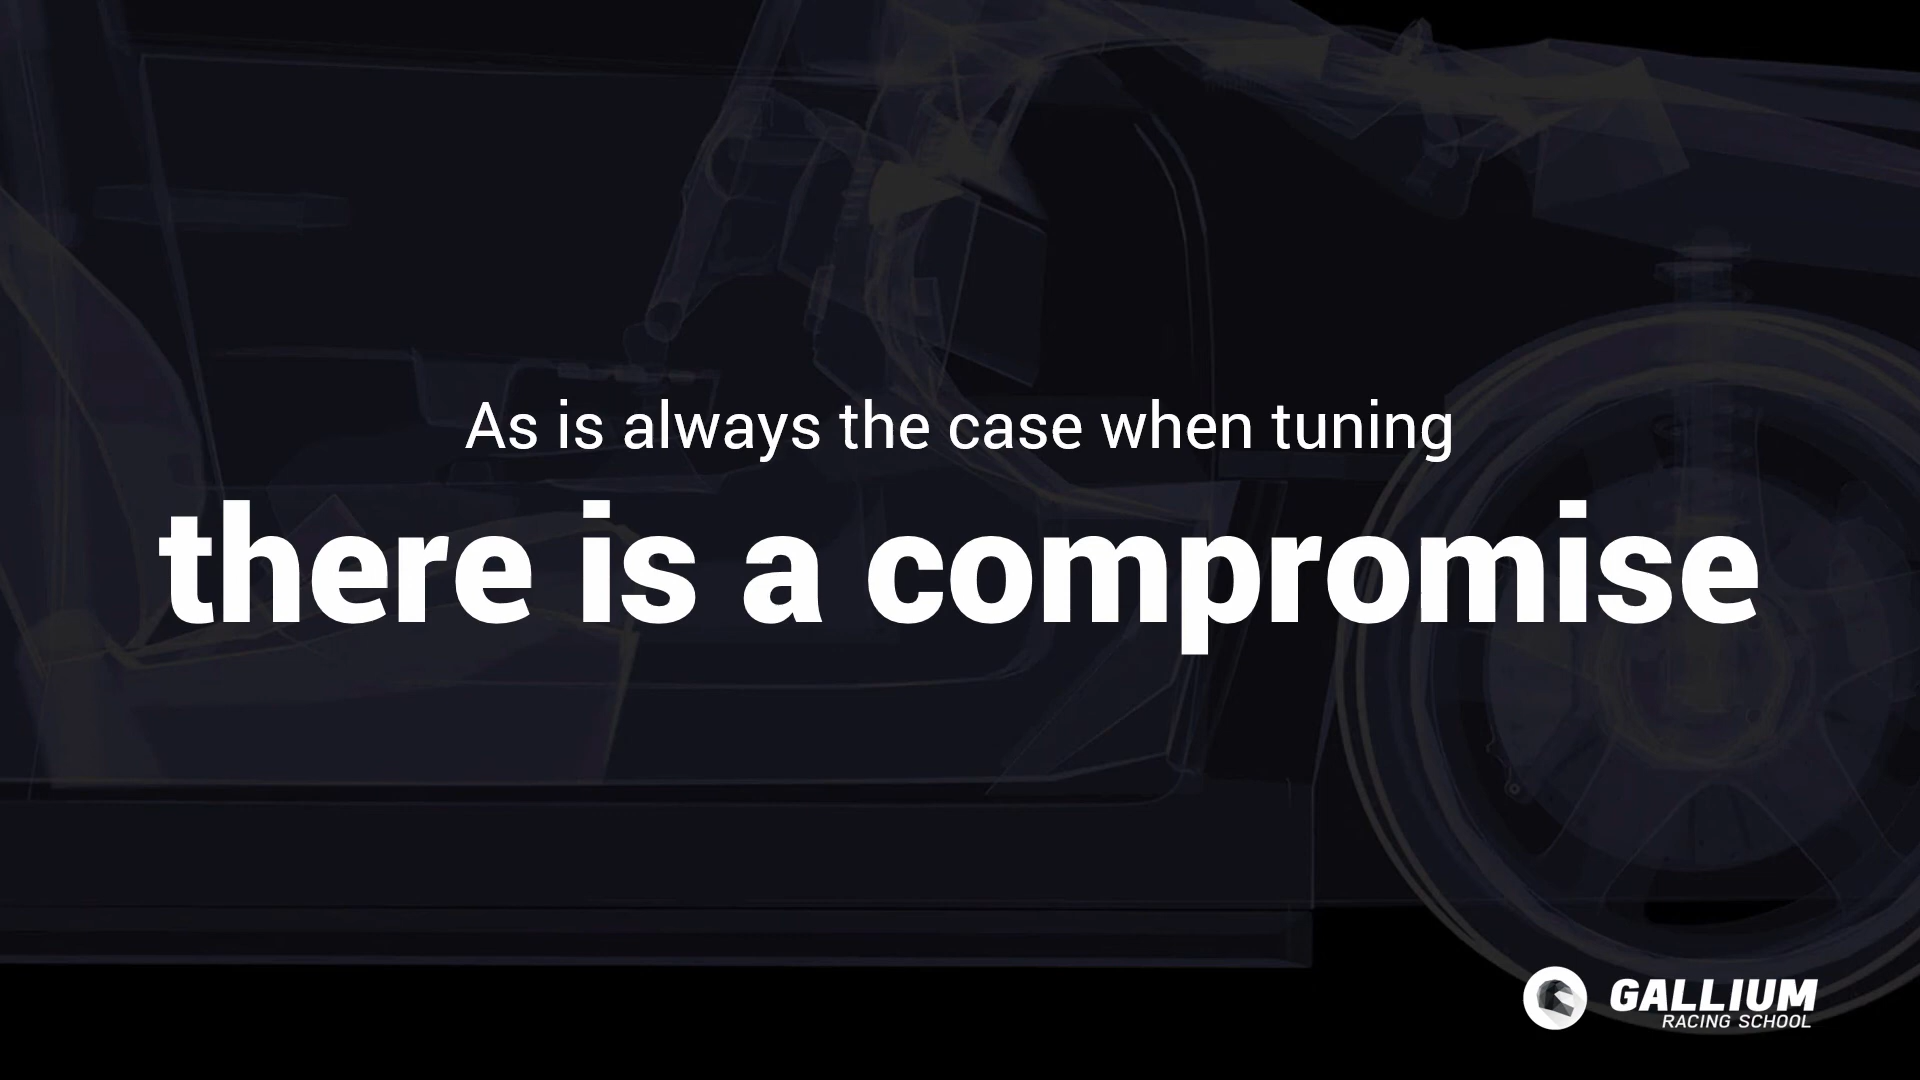 As is always the case when tuning
there is a compromise
GALLIUM
RACING SCHOOL